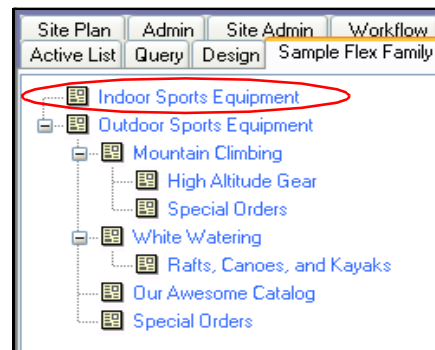 Site Plan Admin Site Admin Workflow
Active List Query Design Sample Flex Family
Indoor Sports Equipment
Outdoor Sports Equipment
Mountain Climbing
High Altitude Gear
Special Orders
White Watering
Rafts, Canoes, and Kayaks
Our Awesome Catalog
Special Orders